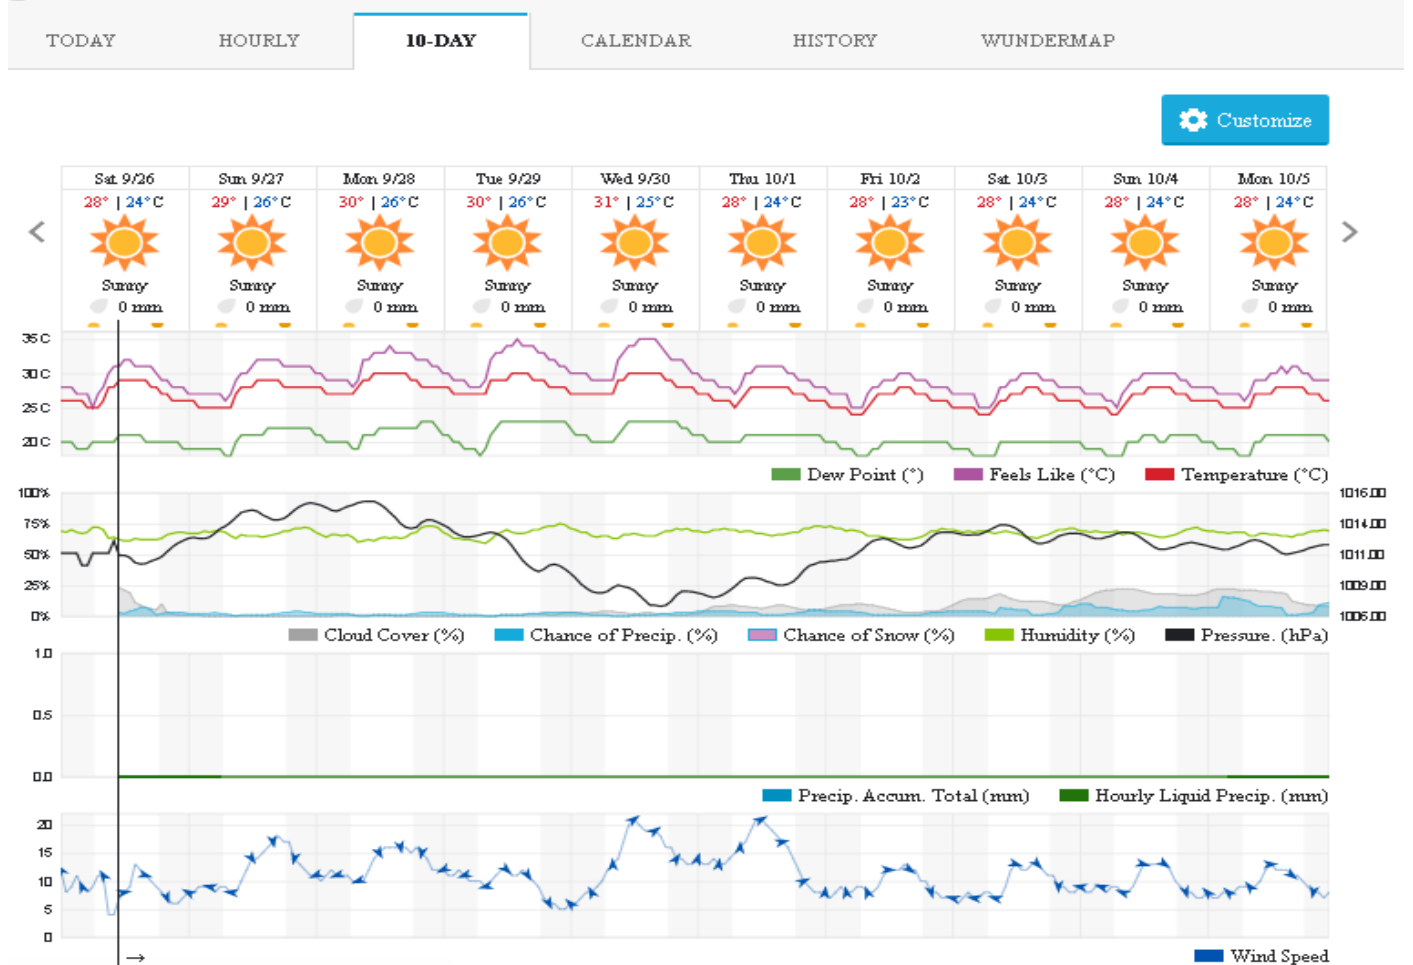 TODAY HOURLY 10-DAY CALENDAR HISTORY WUNDERMAP
Customize
Sat 9/26 Sun 9/27 Mon 9/28 Tue 9/29 Wed 9/30 Thu 10/1 Fri 10/2 Sat 10/3 Sun 10/4 Mon 10/5
28° | 24°C 29° | 26°C 30° | 26°C 30° | 26°C 31° | 25°C 28° | 24°C 28° | 23°C 28° | 24°C 28° | 24°C 28° | 24°C
Sunny Sunny Sunny Sunny Sunny Sunny Sunny Sunny Sunny Sunny
0 mm 0 mm 0 mm 0 mm 0 mm 0 mm 0 mm 0 mm 0 mm 0 mm
35 C
30 C
25 C
20 C
Dew Point (°) Feels Like (°C) Temperature (°C)
100% 1016.00
75% 1014.00
50% 1011.00
25% 1009.00
0% 1006.00
Cloud Cover (%) Chance of Precip. (%) Chance of Snow (%) Humidity (%) Pressure. (hPa)
1.0
0.5
0.0
Precip. Accum. Total (mm) Hourly Liquid Precip. (mm)
20
15
10
5
0
→
Wind Speed